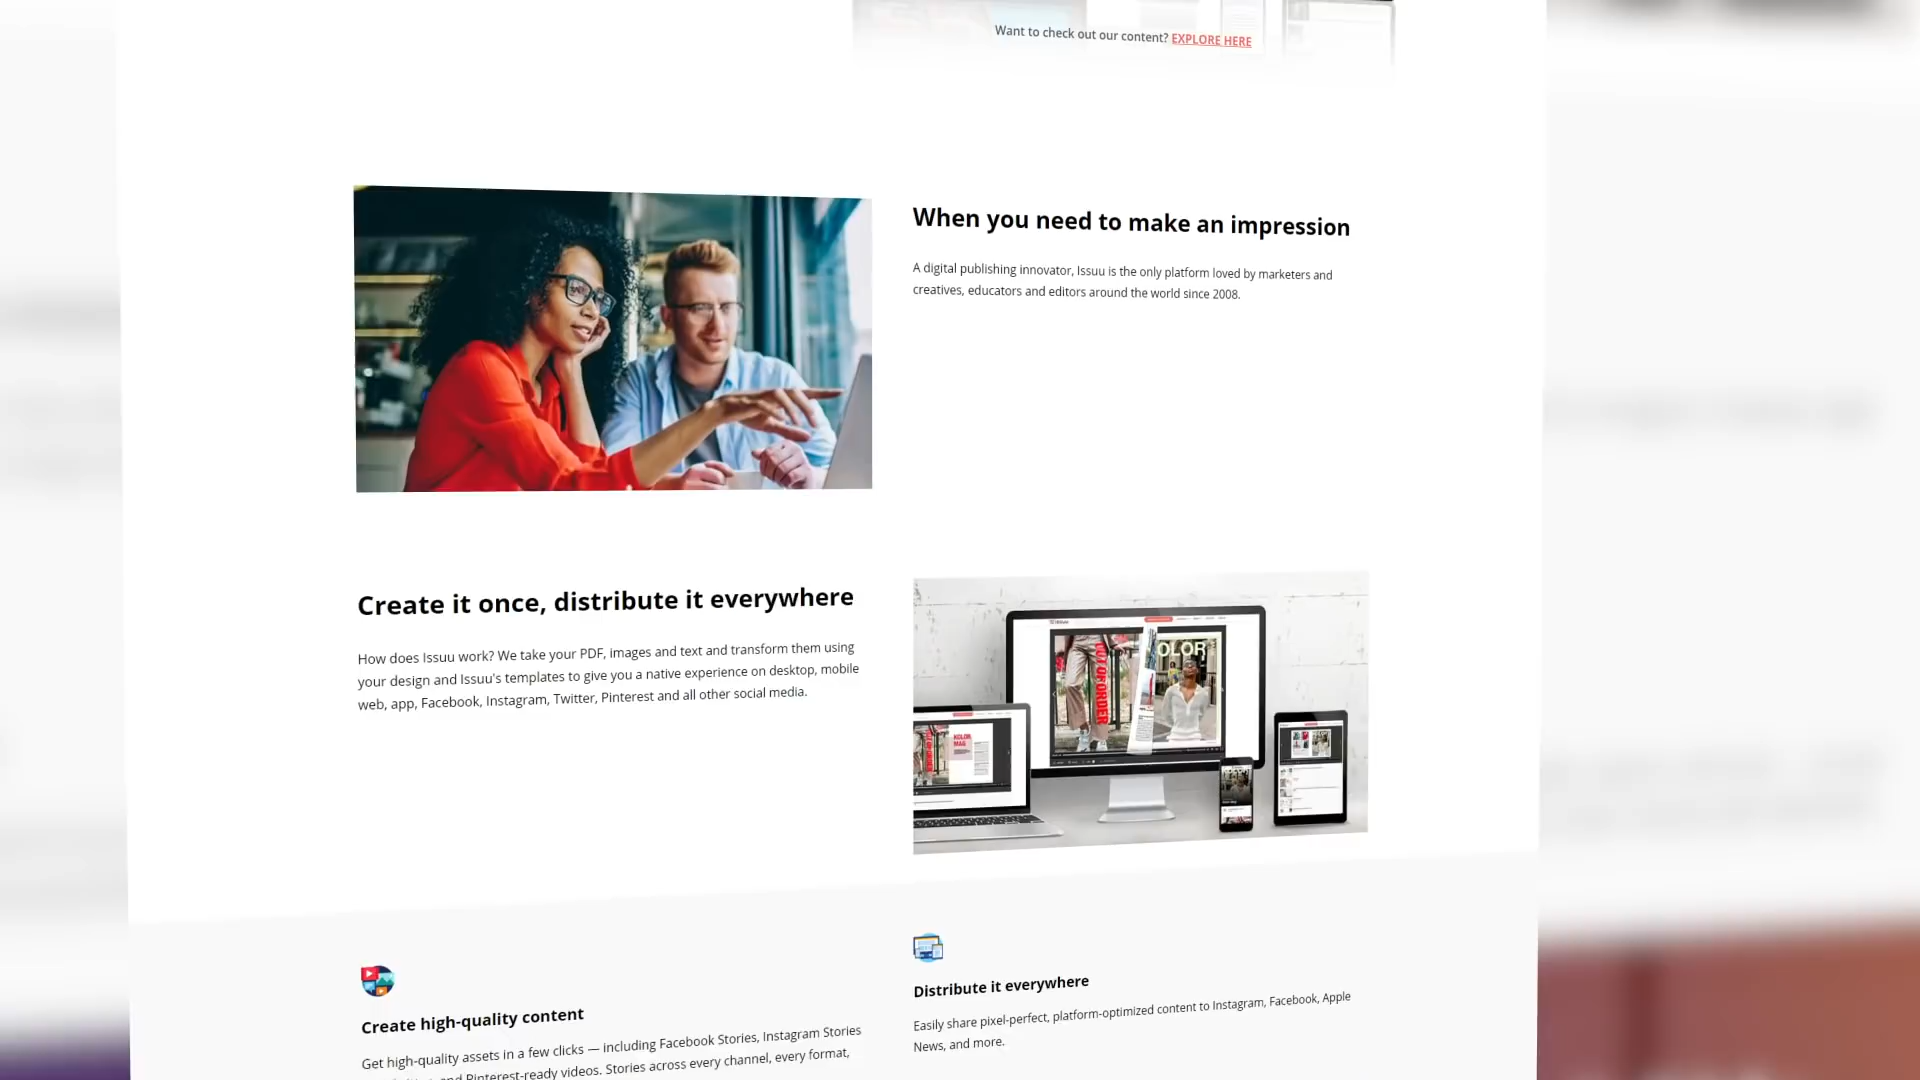 Want to check out our content? EXPLORE HERE
When you need to make an impression
A digital publishing innovator, Issuu is the only platform loved by marketers and
creatives, educators and editors around the world since 2008.
Create it once, distribute it everywhere
How does Issuu work? We take your PDF, images and text and transform them using
your design and Issuu's templates to give you a native experience on desktop, mobile
web, app, Facebook, Instagram, Twitter, Pinterest and all other social media.
OUT OF ORDER
OLOR
KOLOR
MAG
Create high-quality content
Get high-quality assets in a few clicks — including Facebook Stories, Instagram Stories
and Pinterest-ready videos. Stories across every channel, every format,
Distribute it everywhere
Easily share pixel-perfect, platform-optimized content to Instagram, Facebook, Apple
News, and more.